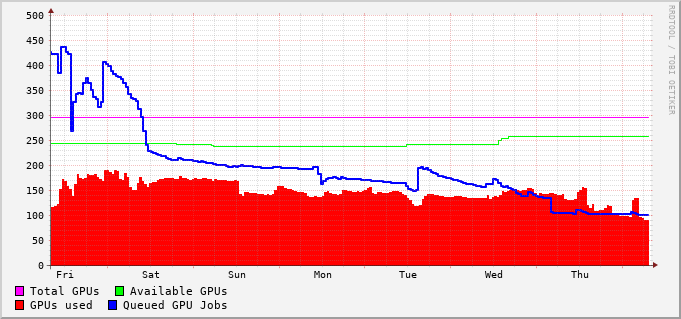 500
450
400
350
300
250
200
150
100
50
0
Fri Sat Sun Mon Tue Wed Thu
Total GPUs Available GPUs
GPUs used Queued GPU Jobs
RRDTOOL / TOBI OETIKER